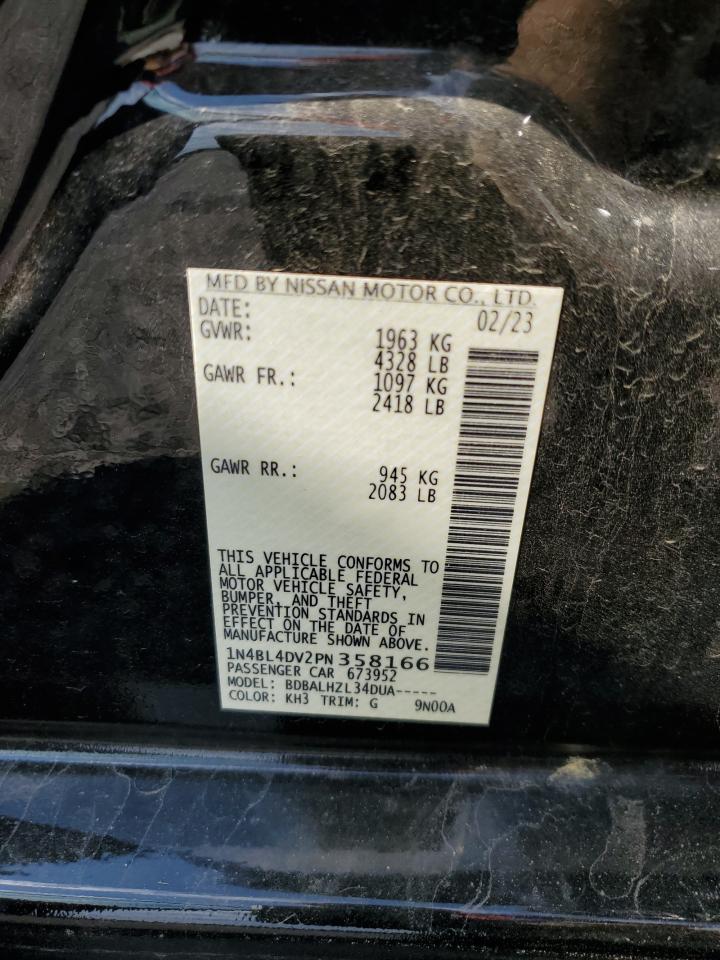 MFD BY NISSAN MOTOR CO., LTD.
DATE: 02/23
GVWR: 1963 KG
4328 LB
GAWR FR.: 1097 KG
2418 LB
GAWR RR.: 945 KG
2083 LB
THIS VEHICLE CONFORMS TO
ALL APPLICABLE FEDERAL
MOTOR VEHICLE SAFETY,
BUMPER, AND THEFT
PREVENTION STANDARDS IN
EFFECT ON THE DATE OF
MANUFACTURE SHOWN ABOVE.
1N4BL4DV2PN358166
PASSENGER CAR 673952
MODEL: BDBALHZL34DUA-----
COLOR: KH3 TRIM: G 9N00A